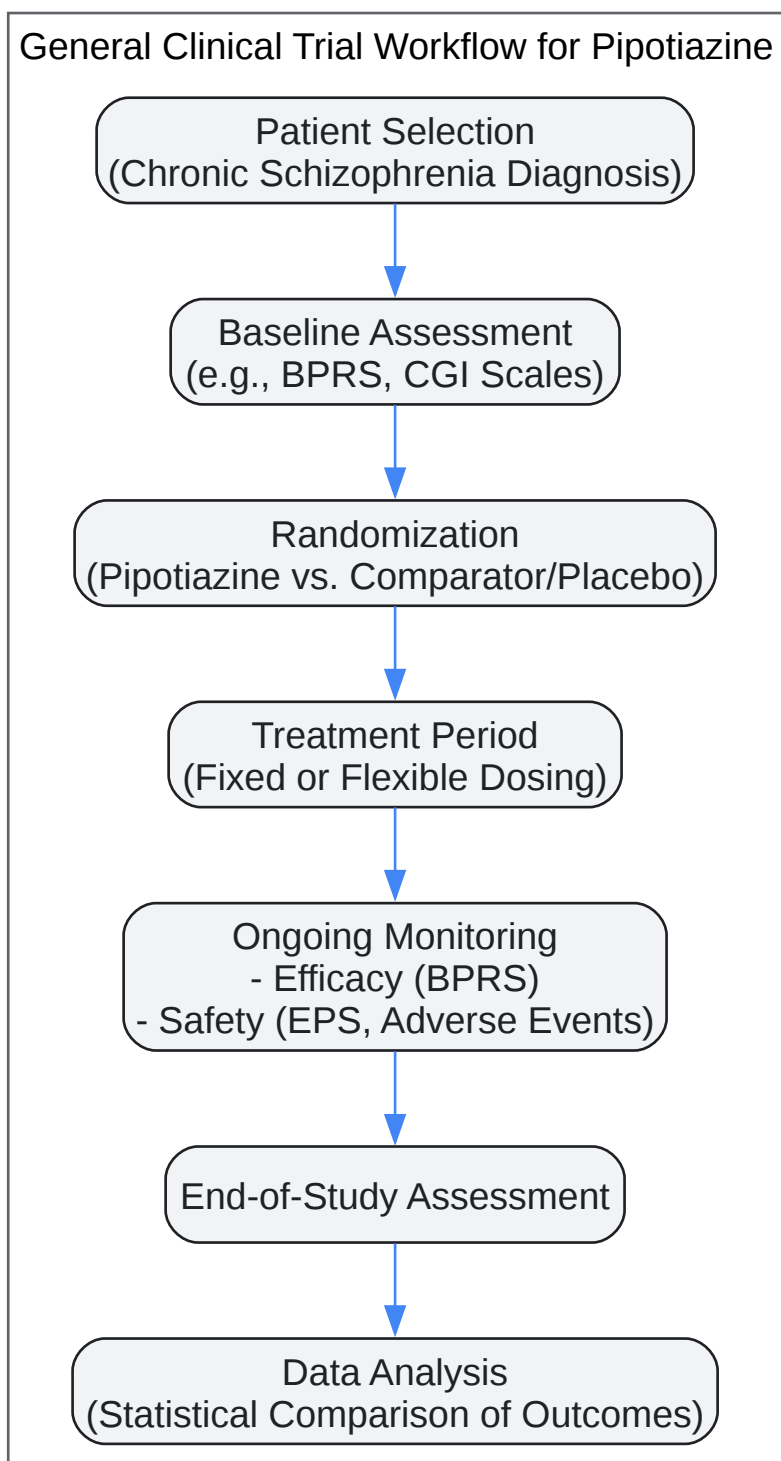 General Clinical Trial Workflow for Pipotiazine
Patient Selection
(Chronic Schizophrenia Diagnosis)
Baseline Assessment
(e.g., BPRS, CGI Scales)
Randomization
(Pipotiazine vs. Comparator/Placebo)
Treatment Period
(Fixed or Flexible Dosing)
Ongoing Monitoring
- Efficacy (BPRS)
- Safety (EPS, Adverse Events)
End-of-Study Assessment
Data Analysis
(Statistical Comparison of Outcomes)